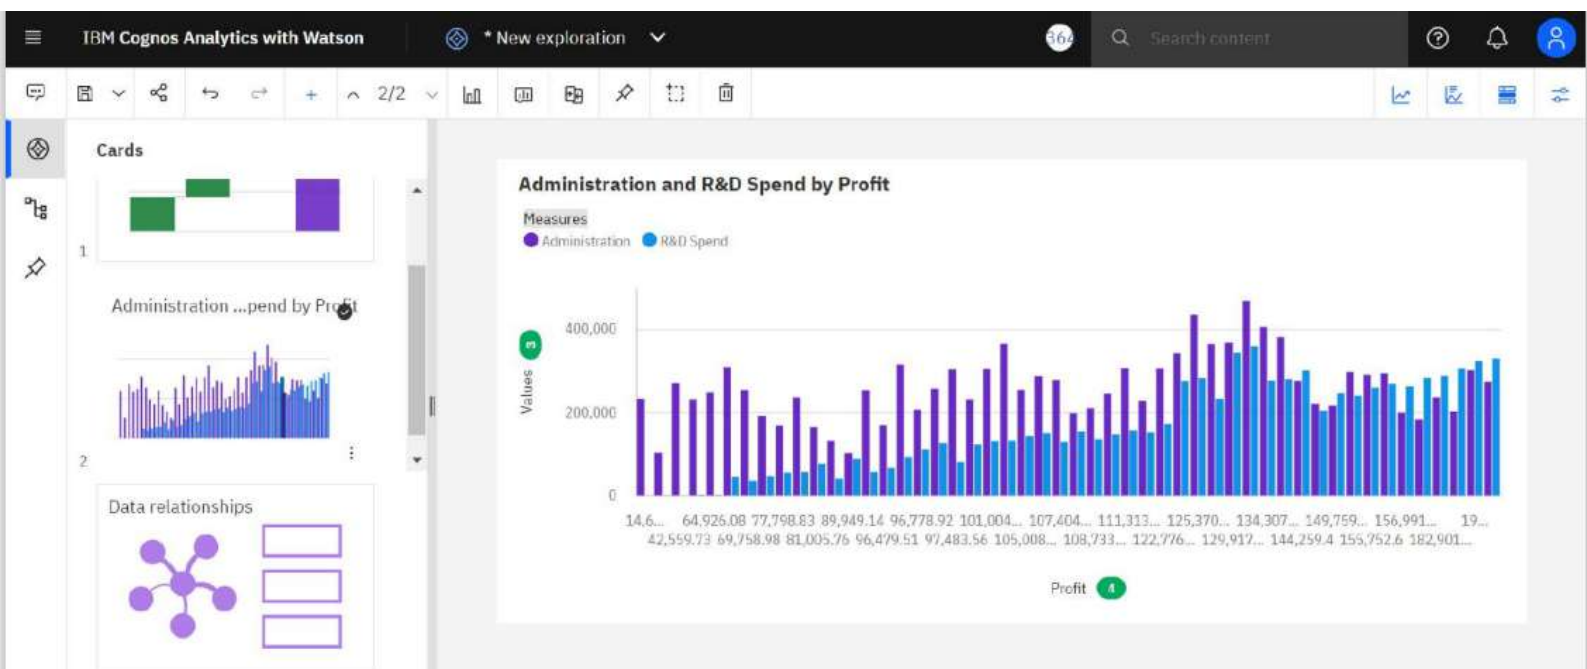 IBM Cognos Analytics with Watson
* New exploration
364
Search content
2/2
Cards
1
Administration ...pend by Profit
2
Data relationships
Administration and R&D Spend by Profit
Measures
Administration R&D Spend
Values 3
400,000
200,000
0
14,6... 64,926.08 77,798.83 89,949.14 96,778.92 101,004... 107,404... 111,313... 125,370... 134,307... 149,759... 156,991... 19...
42,559.73 69,758.98 81,005.76 96,479.51 97,483.56 105,008... 108,733... 122,776... 129,917... 144,259.4 155,752.6 182,901...
Profit 4